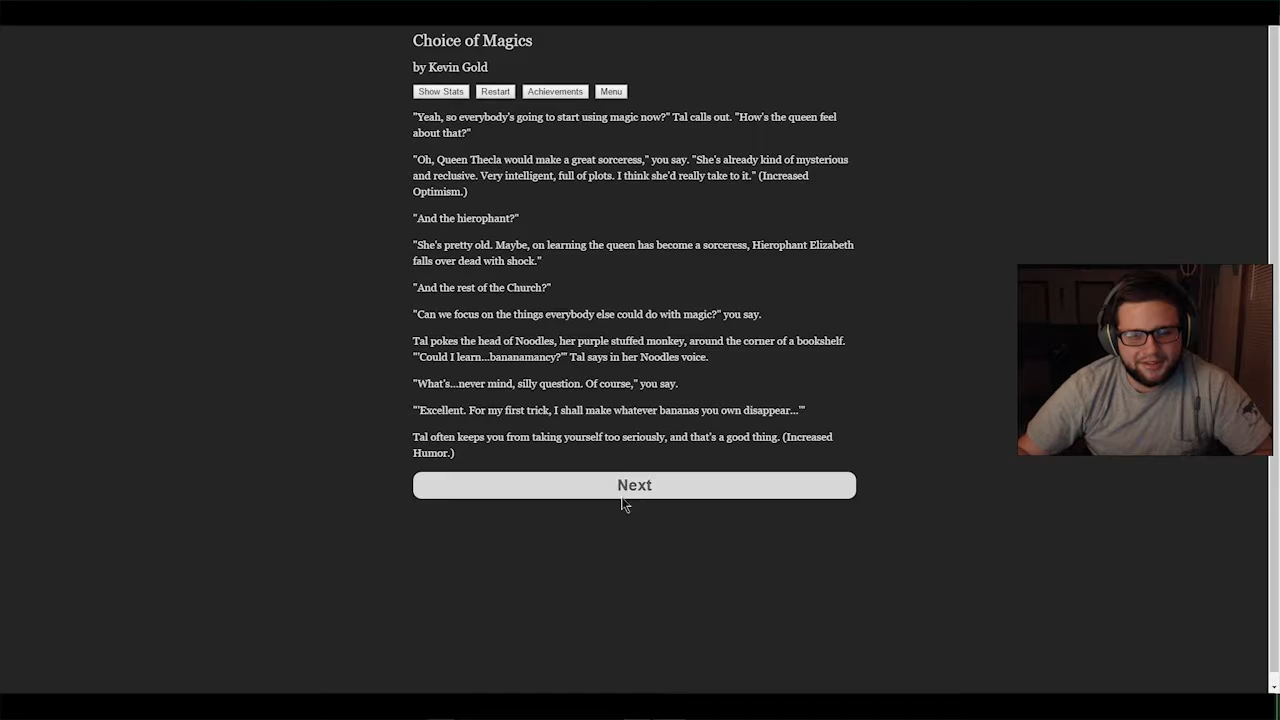 Choice of Magics
by Kevin Gold
Show Stats Restart Achievements Menu
"Yeah, so everybody's going to start using magic now?" Tal calls out. "How's the queen feel
about that?"
"Oh, Queen Thecla would make a great sorceress," you say. "She's already kind of mysterious
and reclusive. Very intelligent, full of plots. I think she'd really take to it." (Increased
Optimism.)
"And the hierophant?"
"She's pretty old. Maybe, on learning the queen has become a sorceress, Hierophant Elizabeth
falls over dead with shock."
"And the rest of the Church?"
"Can we focus on the things everybody else could do with magic?" you say.
Tal pokes the head of Noodles, her purple stuffed monkey, around the corner of a bookshelf.
"'Could I learn...bananamancy?'" Tal says in her Noodles voice.
"What's...never mind, silly question. Of course," you say.
"'Excellent. For my first trick, I shall make whatever bananas you own disappear...'"
Tal often keeps you from taking yourself too seriously, and that's a good thing. (Increased
Humor.)
Next